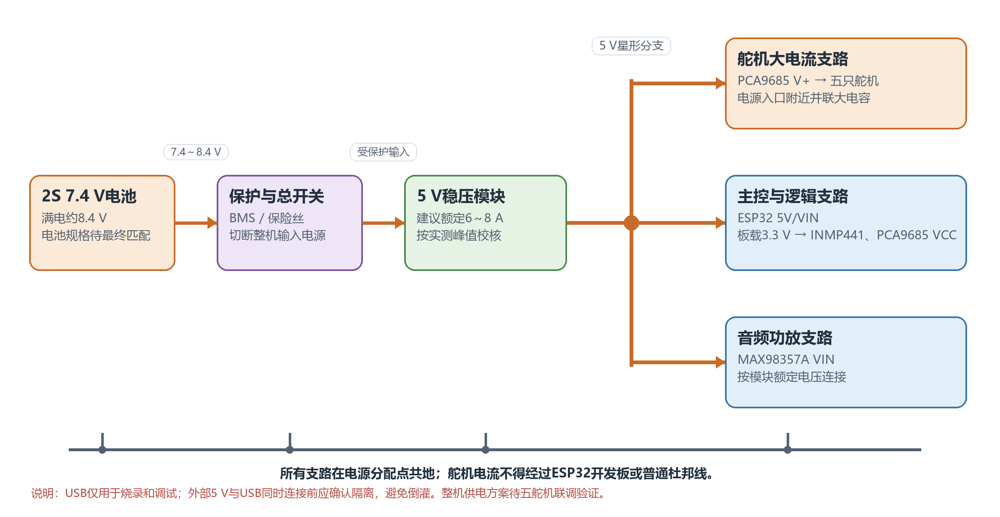 5 V星形分支
舵机大电流支路
PCA9685 V+ → 五只舵机
电源入口附近并联大电容
7.4～8.4 V
受保护输入
2S 7.4 V电池
满电约8.4 V
电池规格待最终匹配
保护与总开关
BMS / 保险丝
切断整机输入电源
5 V稳压模块
建议额定6～8 A
按实测峰值校核
主控与逻辑支路
ESP32 5V/VIN
板载3.3 V → INMP441、PCA9685 VCC
音频功放支路
MAX98357A VIN
按模块额定电压连接
所有支路在电源分配点共地；舵机电流不得经过ESP32开发板或普通杜邦线。
说明：USB仅用于烧录和调试；外部5 V与USB同时连接前应确认隔离，避免倒灌。整机供电方案待五舵机联调验证。